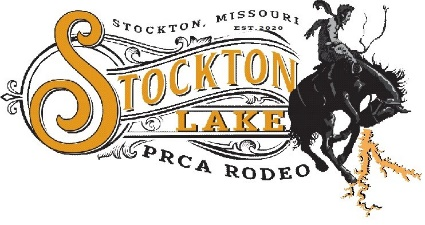 STOCKTON, MISSOURI
EST. 2020
STOCKTON
LAKE
PRCA RODEO